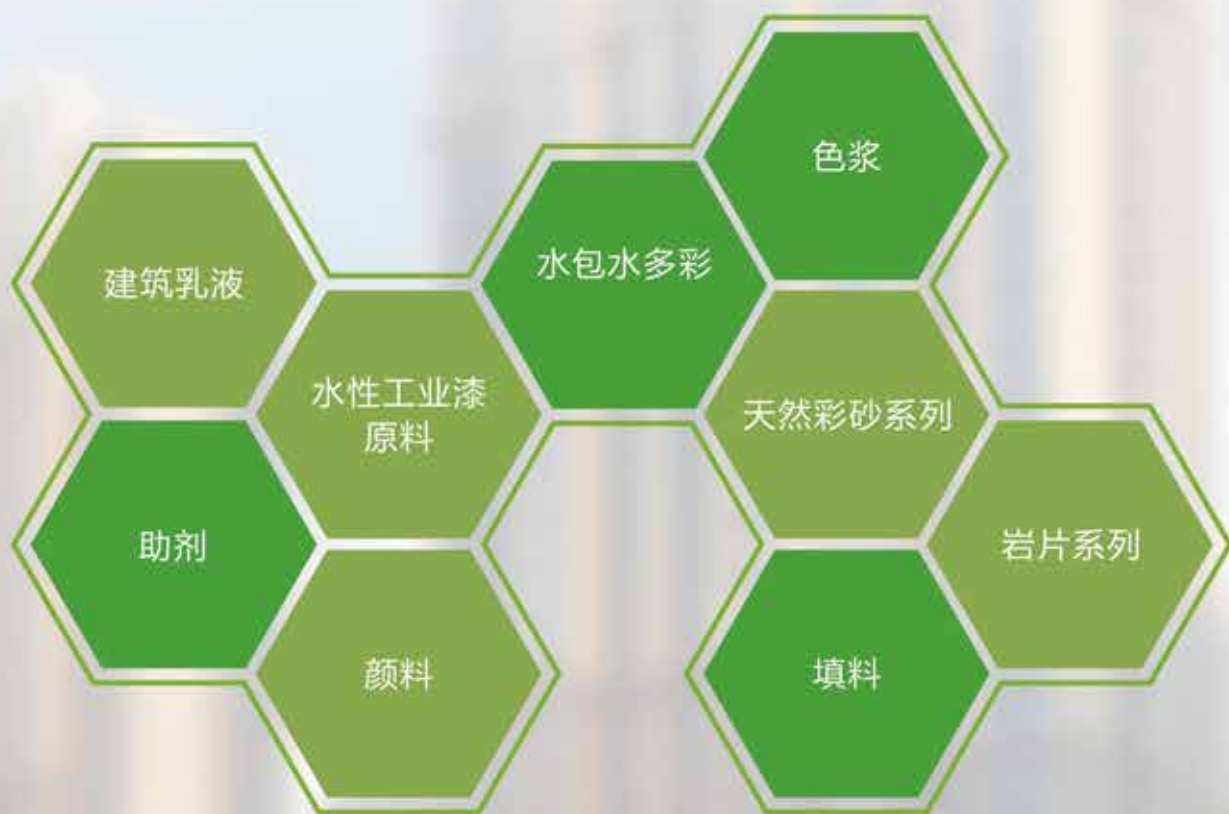 色浆
水包水多彩
建筑乳液
水性工业漆
原料
天然彩砂系列
助剂
岩片系列
颜料
填料